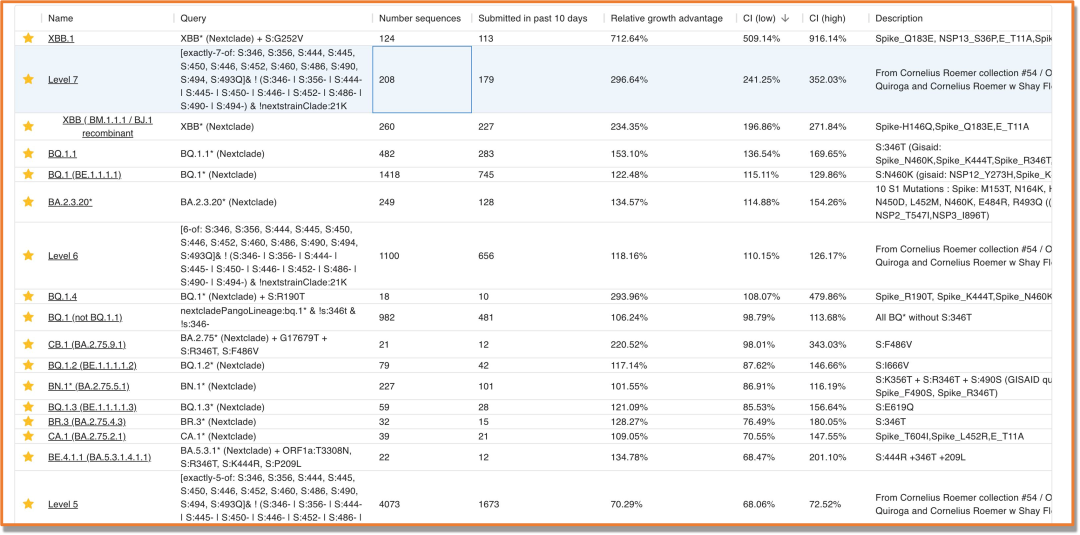 Name Query Number sequences Submitted in past 10 days Relative growth advantage CI (low) ↓ CI (high) Description
XBB.1 XBB* (Nextclade) + S:G252V 124 113 712.64% 509.14% 916.14% Spike_Q183E, NSP13_S36P,E_T11A,Spik
[exactly-7-of: S:346, S:356, S:444, S:445,
S:450, S:446, S:452, S:460, S:486, S:490,
S:494, S:493Q]& ! (S:346- | S:356- | S:444-
| S:445- | S:450- | S:446- | S:452- | S:486- |
S:490- | S:494-) & !nextstrainClade:21K
Level 7 208 179 296.64% 241.25% 352.03%
From Cornelius Roemer collection #54 / O
Quiroga and Cornelius Roemer w Shay Fl
XBB ( BM.1.1.1 / BJ.1
recombinant
XBB* (Nextclade) 260 227 234.35% 196.86% 271.84% Spike-H146Q,Spike_Q183E,E_T11A
BQ.1.1 BQ.1.1* (Nextclade) 482 283 153.10% 136.54% 169.65%
S:346T (Gisaid:
Spike_N460K,Spike_K444T,Spike_R346T
BQ.1 (BE.1.1.1.1) BQ.1* (Nextclade) 1418 745 122.48% 115.11% 129.86% S:N460K (gisaid: NSP12_Y273H,Spike_K
BA.2.3.20* BA.2.3.20* (Nextclade) 249 128 134.57% 114.88% 154.26%
10 S1 Mutations : Spike: M153T, N164K, H
N450D, L452M, N460K, E484R, R493Q ((
NSP2_T547I,NSP3_I896T)
[6-of: S:346, S:356, S:444, S:445, S:450,
S:446, S:452, S:460, S:486, S:490, S:494,
S:493Q]& ! (S:346- | S:356- | S:444- |
S:445- | S:450- | S:446- | S:452- | S:486- |
S:490- | S:494-) & !nextstrainClade:21K
Level 6 1100 656 118.16% 110.15% 126.17%
From Cornelius Roemer collection #54 / O
Quiroga and Cornelius Roemer w Shay Fl
BQ.1.4 BQ.1* (Nextclade) + S:R190T 18 10 293.96% 108.07% 479.86% Spike_R190T, Spike_K444T,Spike_N460K
BQ.1 (not BQ.1.1)
nextcladePangoLineage:bq.1* & !s:346t &
!s:346-
982 481 106.24% 98.79% 113.68% All BQ* without S:346T
CB.1 (BA.2.75.9.1)
BA.2.75* (Nextclade) + G17679T +
S:R346T, S:F486V
21 12 220.52% 98.01% 343.03% S:F486V
BQ.1.2 (BE.1.1.1.1.2) BQ.1.2* (Nextclade) 79 42 117.14% 87.62% 146.66% S:I666V
BN.1* (BA.2.75.5.1) BN.1* (Nextclade) 227 101 101.55% 86.91% 116.19%
S:K356T + S:R346T + S:490S (GISAID qu
Spike_F490S, Spike_R346T)
BQ.1.3 (BE.1.1.1.1.3) BQ.1.3* (Nextclade) 59 28 121.09% 85.53% 156.64% S:E619Q
BR.3 (BA.2.75.4.3) BR.3* (Nextclade) 32 15 128.27% 76.49% 180.05% S:346T
CA.1 (BA.2.75.2.1) CA.1* (Nextclade) 39 21 109.05% 70.55% 147.55% Spike_T604I,Spike_L452R,E_T11A
BE.4.1.1 (BA.5.3.1.4.1.1)
BA.5.3.1* (Nextclade) + ORF1a:T3308N,
S:R346T, S:K444R, S:P209L
22 12 134.78% 68.47% 201.10% S:444R +346T +209L
[exactly-5-of: S:346, S:356, S:444, S:445,
S:450, S:446, S:452, S:460, S:486, S:490,
S:494, S:493Q]& ! (S:346- | S:356- | S:444-
| S:445- | S:450- | S:446- | S:452- | S:486- |
Level 5 4073 1673 70.29% 68.06% 72.52%
From Cornelius Roemer collection #54 / O
Quiroga and Cornelius Roemer w Shay Fl